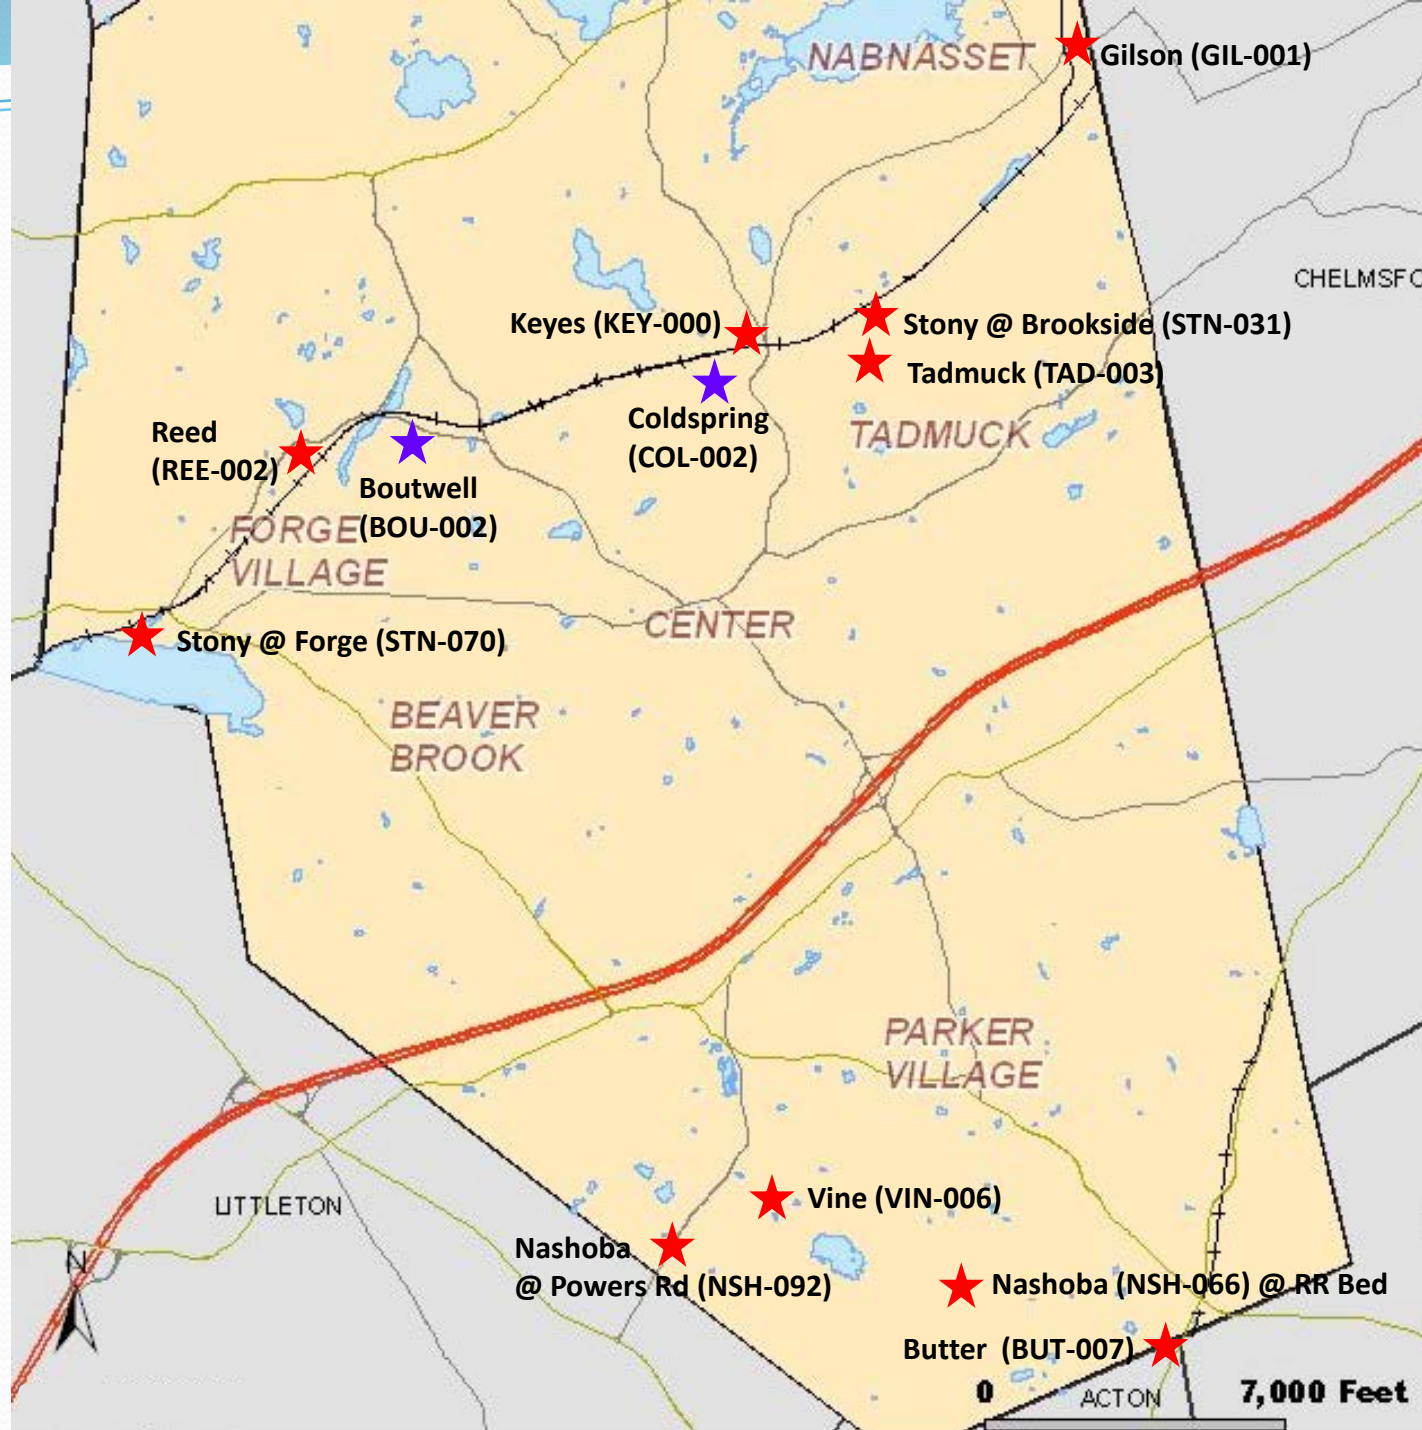 NABNASSET
Gilson (GIL-001)
CHELMSFO
Keyes (KEY-000)
Stony @ Brookside (STN-031)
Tadmuck (TAD-003)
Coldspring
(COL-002)
TADMUCK
Reed
(REE-002)
Boutwell
(BOU-002)
FORGE
VILLAGE
CENTER
Stony @ Forge (STN-070)
BEAVER
BROOK
PARKER
VILLAGE
LITTLETON
Vine (VIN-006)
Nashoba
@ Powers Rd (NSH-092)
N
Nashoba (NSH-066) @ RR Bed
Butter (BUT-007)
0
ACTON
7,000 Feet